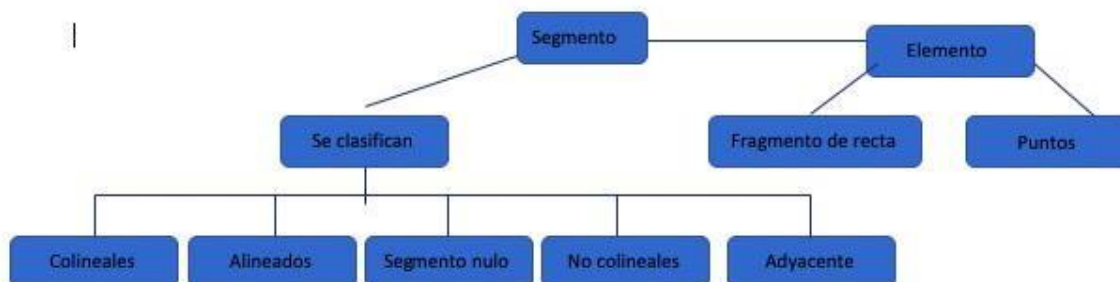 Segmento
Elemento
Se clasifican
Fragmento de recta
Puntos
Colineales
Alineados
Segmento nulo
No colineales
Adyacente